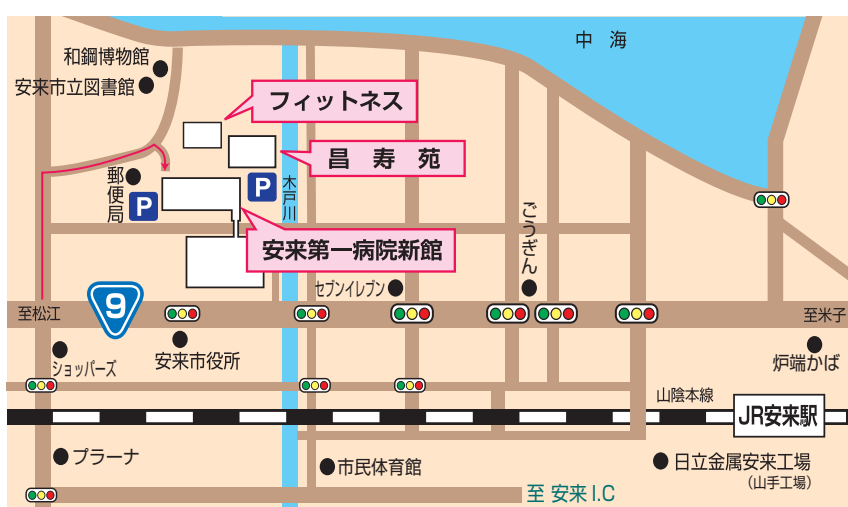 中 海
和鋼博物館
安来市立図書館
フィットネス
昌 寿 苑
郵便局
P
P
木戸川
ごうぎん
安来第一病院新館
セブンイレブン
至松江
9
至米子
ショッパーズ
安来市役所
炉端かば
山陰本線
JR安来駅
プラーナ
市民体育館
日立金属安来工場
(山手工場)
至 安来 I.C